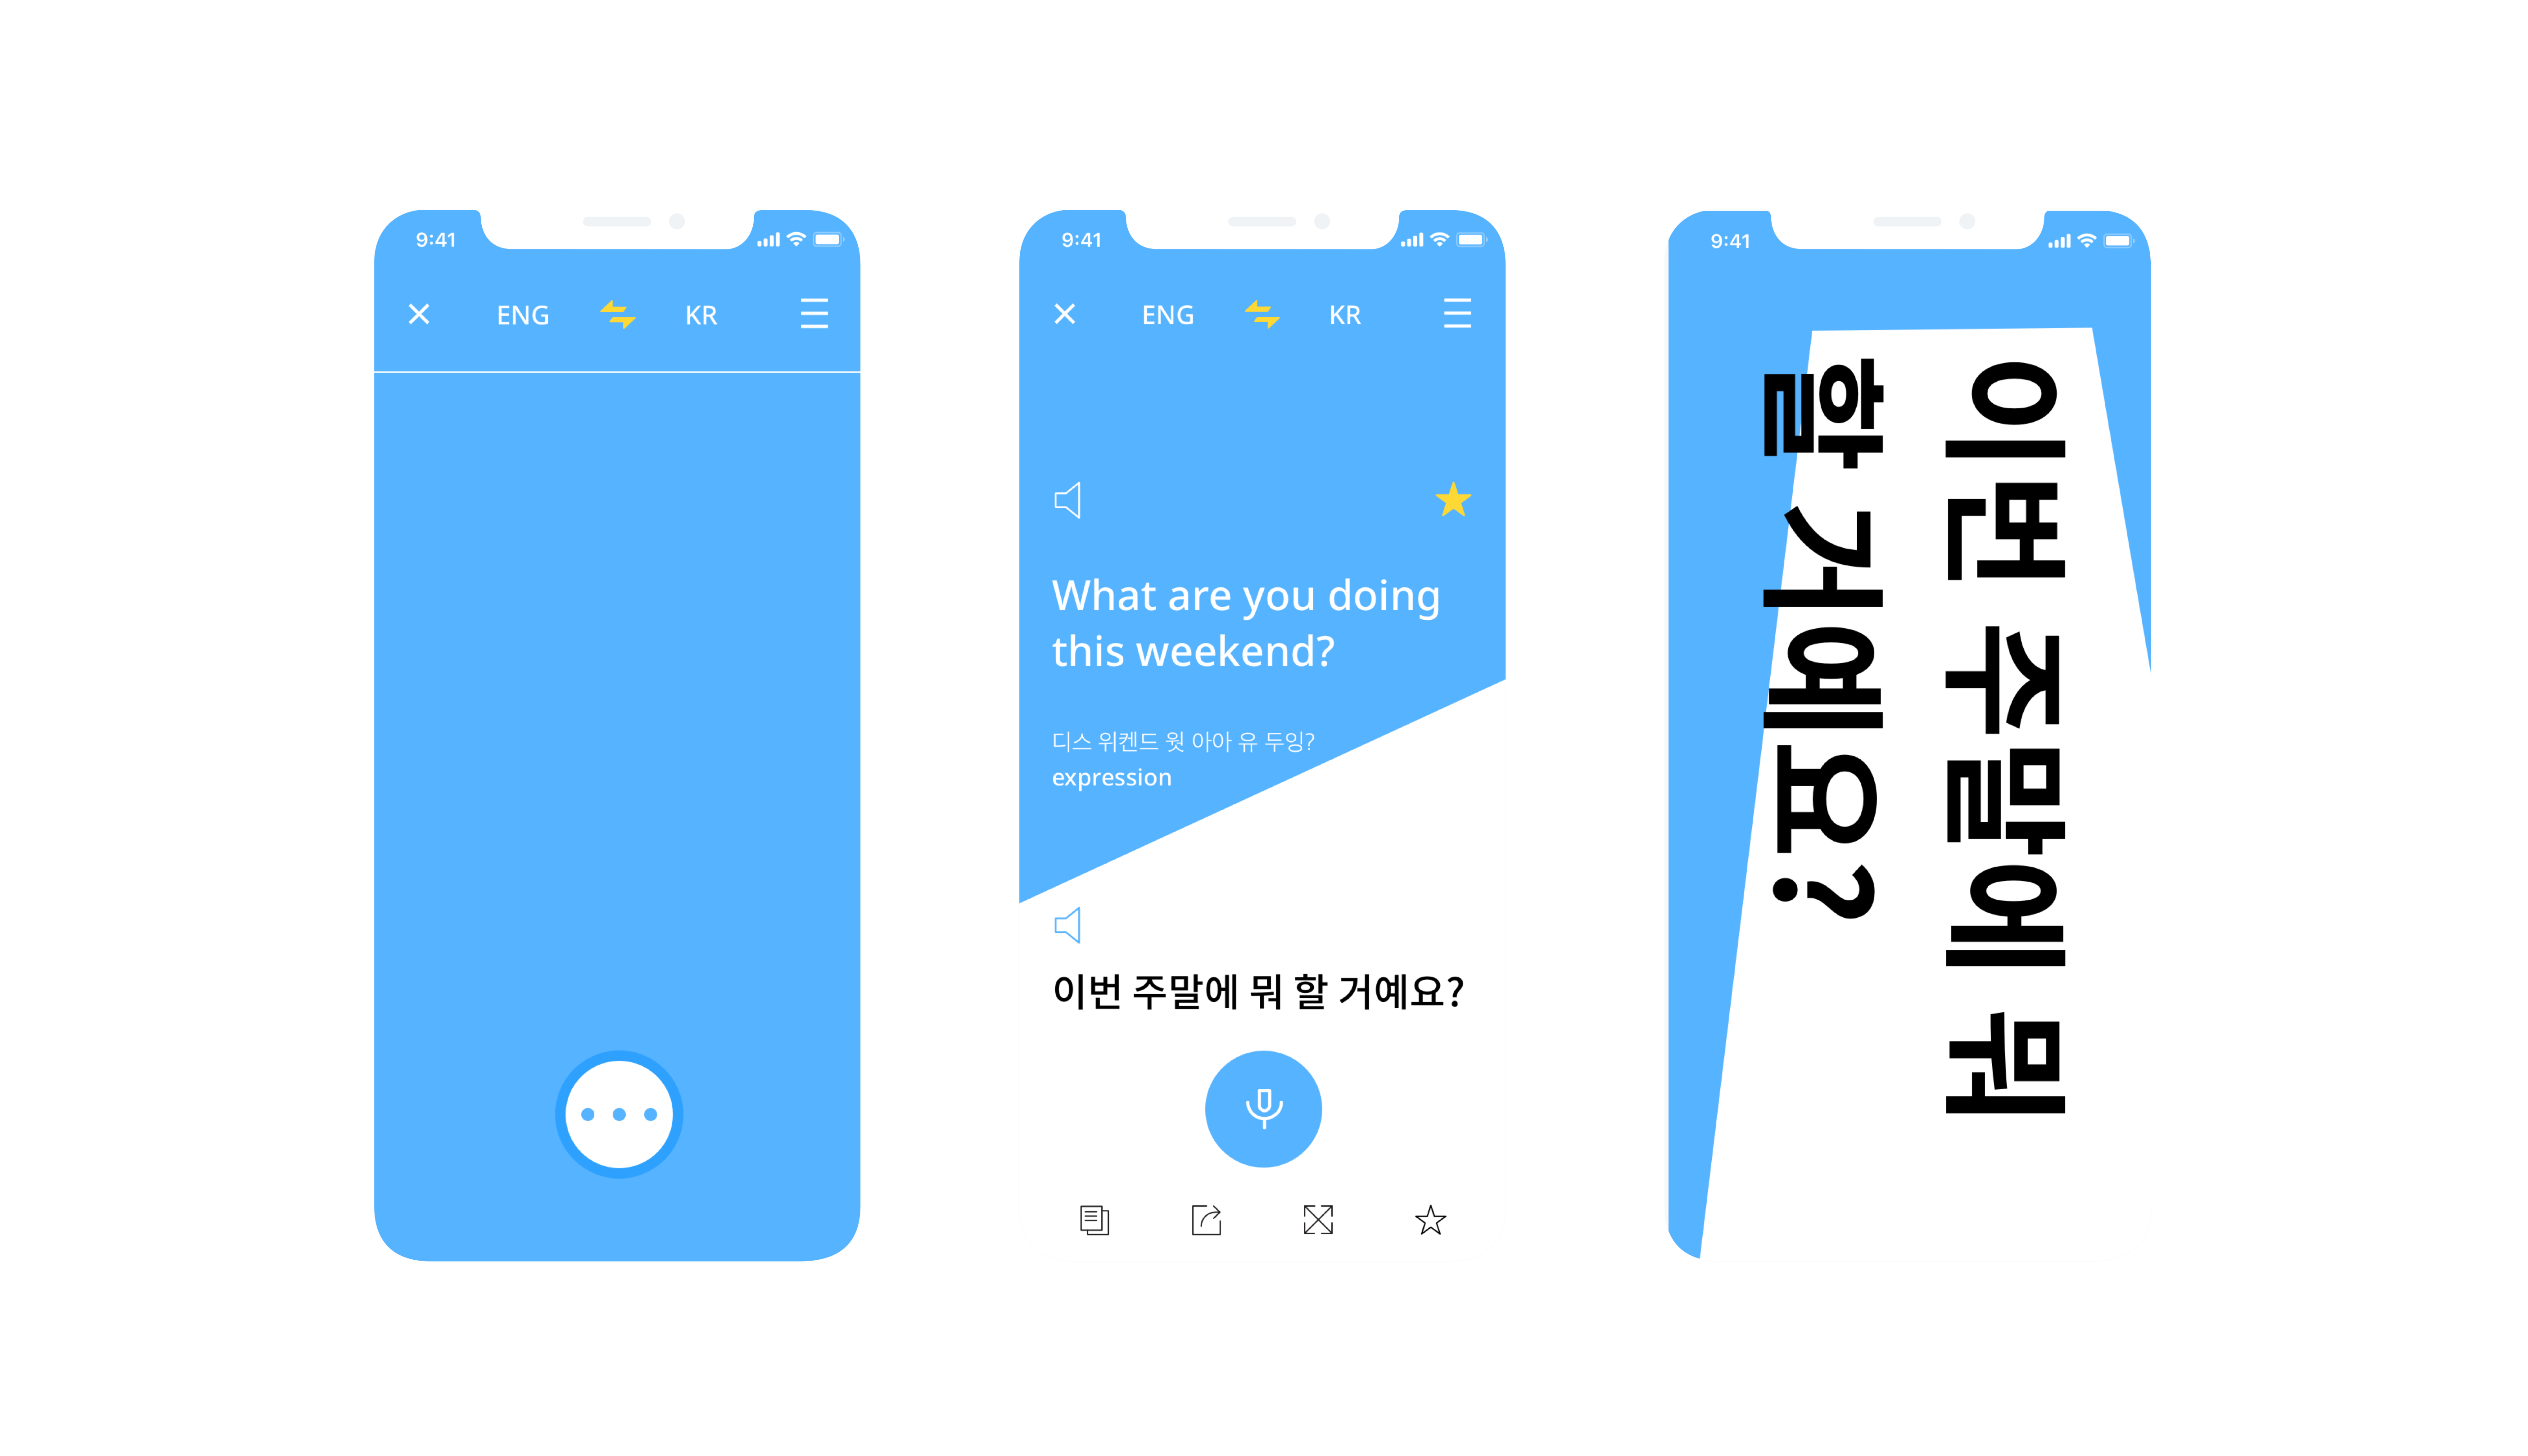 9:41
ENG KR
9:41
ENG KR
What are you doing
this weekend?
디스 위켄드 웟 아아 유 두잉?
expression
이번 주말에 뭐 할 거예요?
9:41
이번 주말에 뭐
할 거예요?